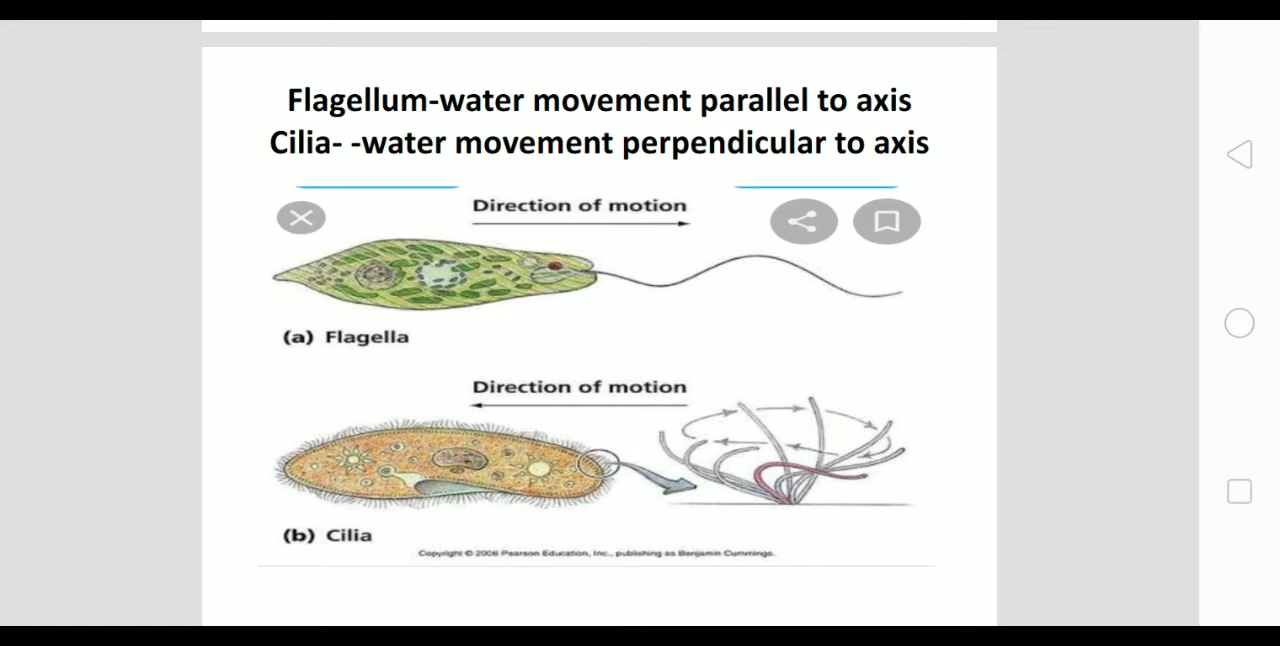 Flagellum-water movement parallel to axis
Cilia- -water movement perpendicular to axis
Direction of motion
(a) Flagella
Direction of motion
(b) Cilia
Copyright © 2006 Pearson Education, Inc., publishing as Benjamin Cummings.